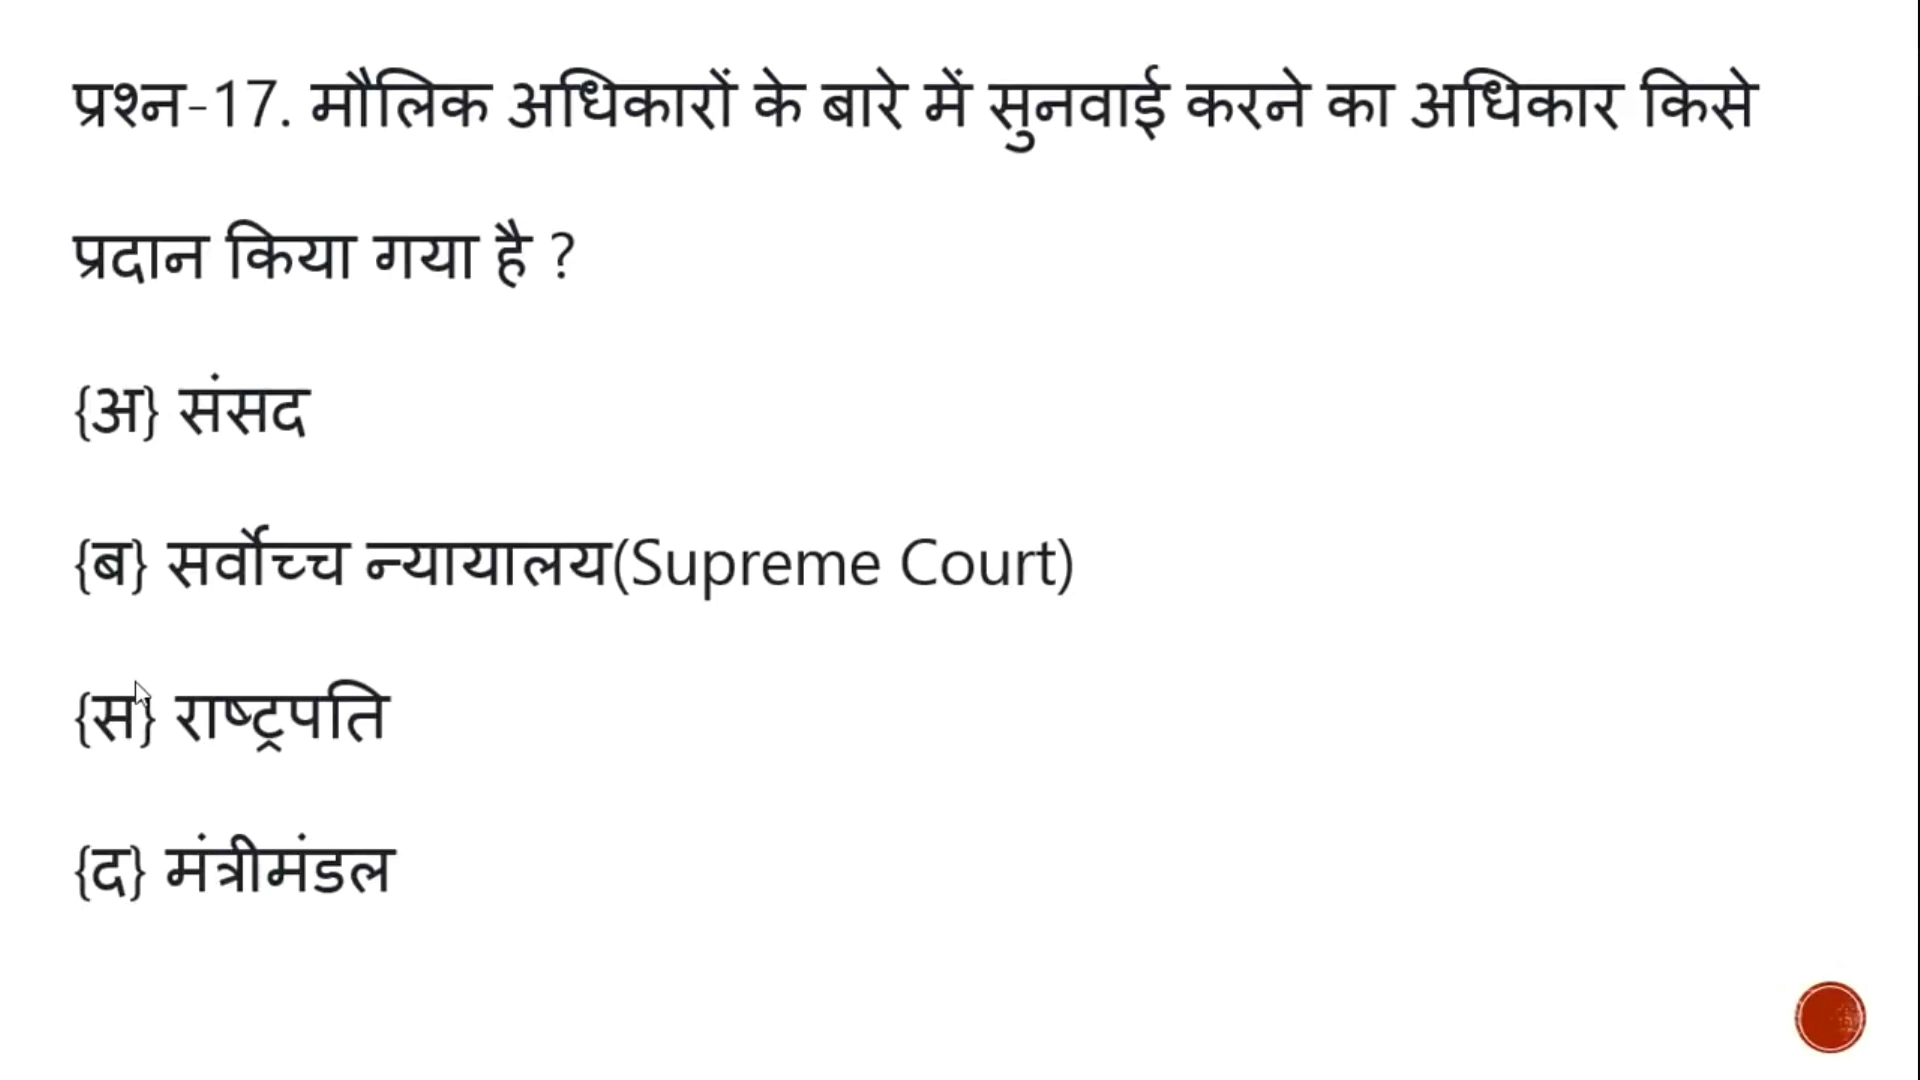 प्रश्न-17. मौलिक अधिकारों के बारे में सुनवाई करने का अधिकार किसे
प्रदान किया गया है ?
{अ} संसद
{ब} सर्वोच्च न्यायालय(Supreme Court)
{स} राष्ट्रपति
{द} मंत्रीमंडल